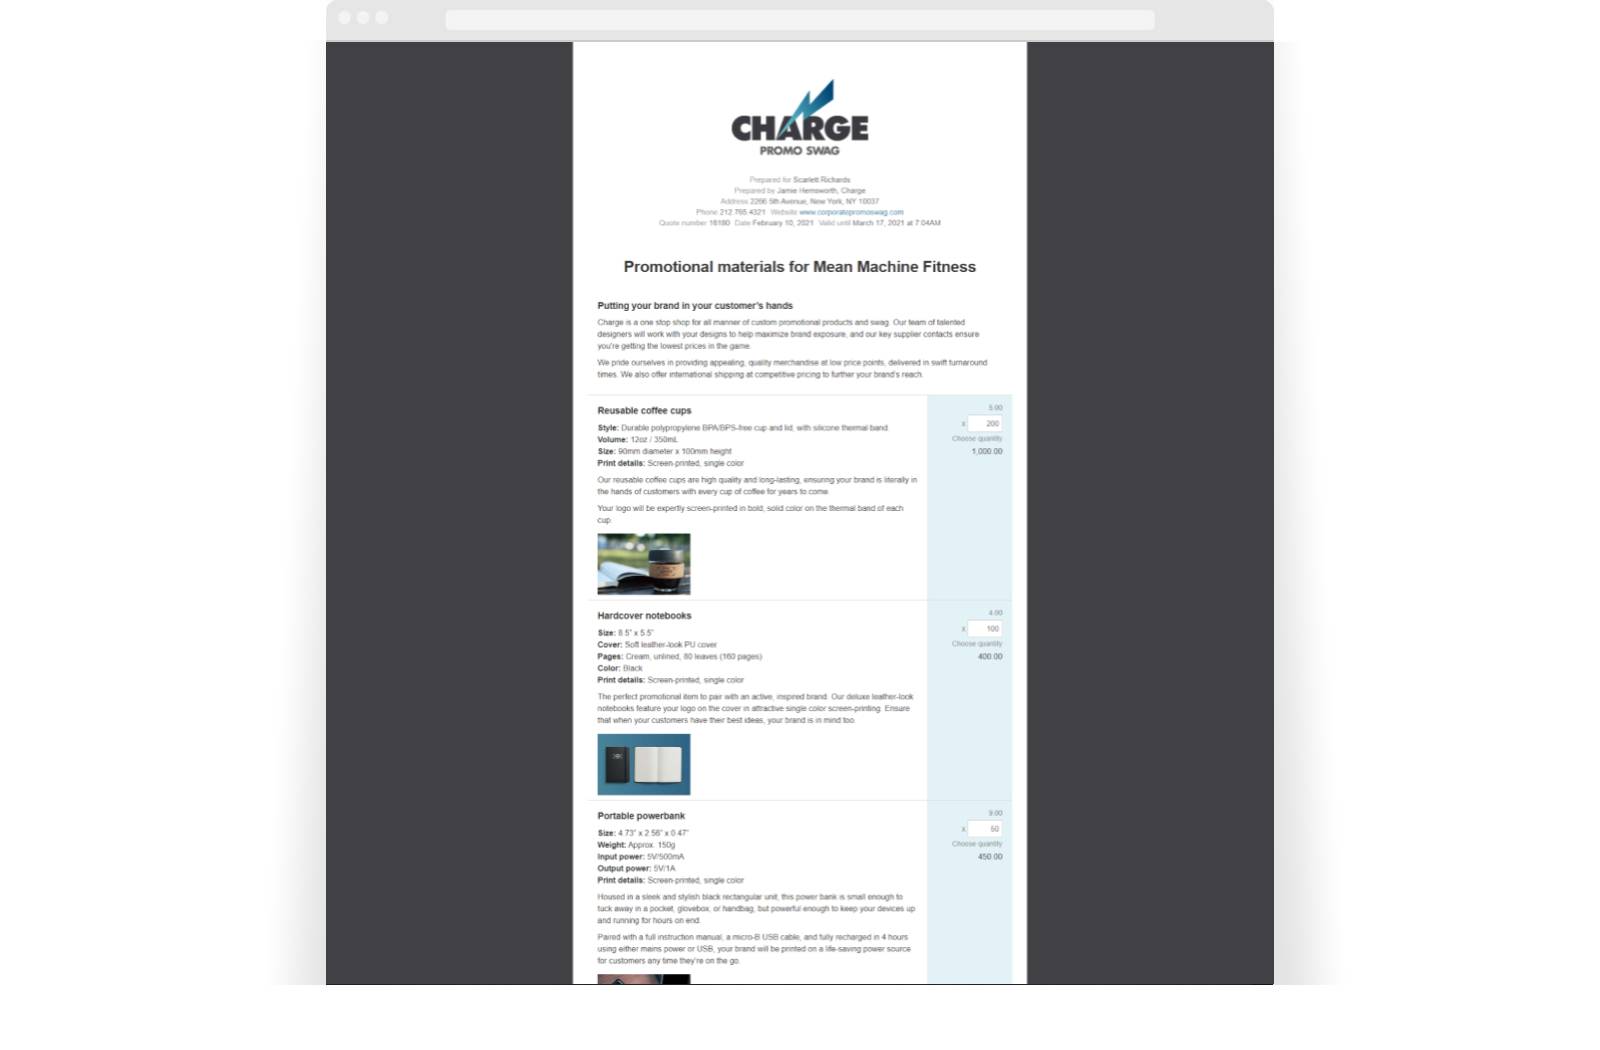 CHARGE
PROMO SWAG
Prepared for Scarlett Richards
Prepared by Jamie Hemsworth, Charge
Address 2266 5th Avenue, New York, NY 10037
Phone 212.765.4321 Website www.corporatepromoswag.com
Quote number 16180 Date February 10, 2021 Valid until March 17, 2021 at 7:04AM
Promotional materials for Mean Machine Fitness
Putting your brand in your customer's hands
Charge is a one stop shop for all manner of custom promotional products and swag. Our team of talented
designers will work with your designs to help maximize brand exposure, and our key supplier contacts ensure
you're getting the lowest prices in the game.
We pride ourselves in providing appealing, quality merchandise at low price points, delivered in swift turnaround
times. We also offer international shipping at competitive pricing to further your brand's reach.
Reusable coffee cups
Style: Durable polypropylene BPA/BPS-free cup and lid, with silicone thermal band.
Volume: 12oz / 350mL
Size: 90mm diameter x 100mm height
Print details: Screen-printed, single color
Our reusable coffee cups are high quality and long-lasting, ensuring your brand is literally in
the hands of customers with every cup of coffee for years to come.
Your logo will be expertly screen-printed in bold, solid color on the thermal band of each
cup.
5.00
x 200
Choose quantity
1,000.00
Hardcover notebooks
Size: 8.5" x 5.5"
Cover: Soft leather-look PU cover
Pages: Cream, unlined, 80 leaves (160 pages)
Color: Black
Print details: Screen-printed, single color
The perfect promotional item to pair with an active, inspired brand. Our deluxe leather-look
notebooks feature your logo on the cover in attractive single color screen-printing. Ensure
that when your customers have their best ideas, your brand is in mind too.
4.00
x 100
Choose quantity
400.00
Portable powerbank
Size: 4.73" x 2.56" x 0.47"
Weight: Approx. 150g
Input power: 5V/500mA
Output power: 5V/1A
Print details: Screen-printed, single color
Housed in a sleek and stylish black rectangular unit, this power bank is small enough to
tuck away in a pocket, glovebox, or handbag, but powerful enough to keep your devices up
and running for hours on end.
Paired with a full instruction manual, a micro-B USB cable, and fully recharged in 4 hours
using either mains power or USB, your brand will be printed on a life-saving power source
for customers any time they're on the go.
9.00
x 50
Choose quantity
450.00